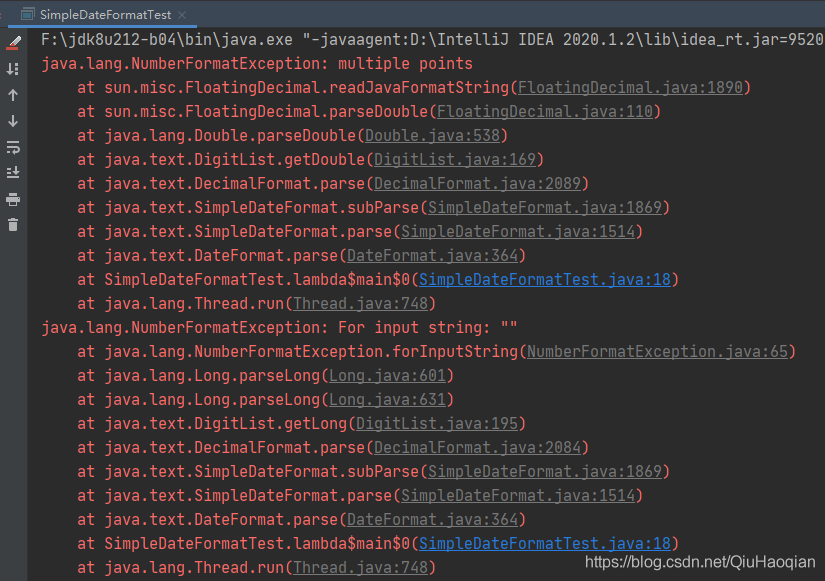 SimpleDateFormatTest
F:\jdk8u212-b04\bin\java.exe "-javaagent:D:\IntelliJ IDEA 2020.1.2\lib\idea_rt.jar=9520
java.lang.NumberFormatException: multiple points
at sun.misc.FloatingDecimal.readJavaFormatString(FloatingDecimal.java:1890)
at sun.misc.FloatingDecimal.parseDouble(FloatingDecimal.java:110)
at java.lang.Double.parseDouble(Double.java:538)
at java.text.DigitList.getDouble(DigitList.java:169)
at java.text.DecimalFormat.parse(DecimalFormat.java:2089)
at java.text.SimpleDateFormat.subParse(SimpleDateFormat.java:1869)
at java.text.SimpleDateFormat.parse(SimpleDateFormat.java:1514)
at java.text.DateFormat.parse(DateFormat.java:364)
at SimpleDateFormatTest.lambda$main$0(SimpleDateFormatTest.java:18)
at java.lang.Thread.run(Thread.java:748)
java.lang.NumberFormatException: For input string: ""
at java.lang.NumberFormatException.forInputString(NumberFormatException.java:65)
at java.lang.Long.parseLong(Long.java:601)
at java.lang.Long.parseLong(Long.java:631)
at java.text.DigitList.getLong(DigitList.java:195)
at java.text.DecimalFormat.parse(DecimalFormat.java:2084)
at java.text.SimpleDateFormat.subParse(SimpleDateFormat.java:1869)
at java.text.SimpleDateFormat.parse(SimpleDateFormat.java:1514)
at java.text.DateFormat.parse(DateFormat.java:364)
at SimpleDateFormatTest.lambda$main$0(SimpleDateFormatTest.java:18)
at java.lang.Thread.run(Thread.java:748)
https://blog.csdn.net/QiuHaoqian